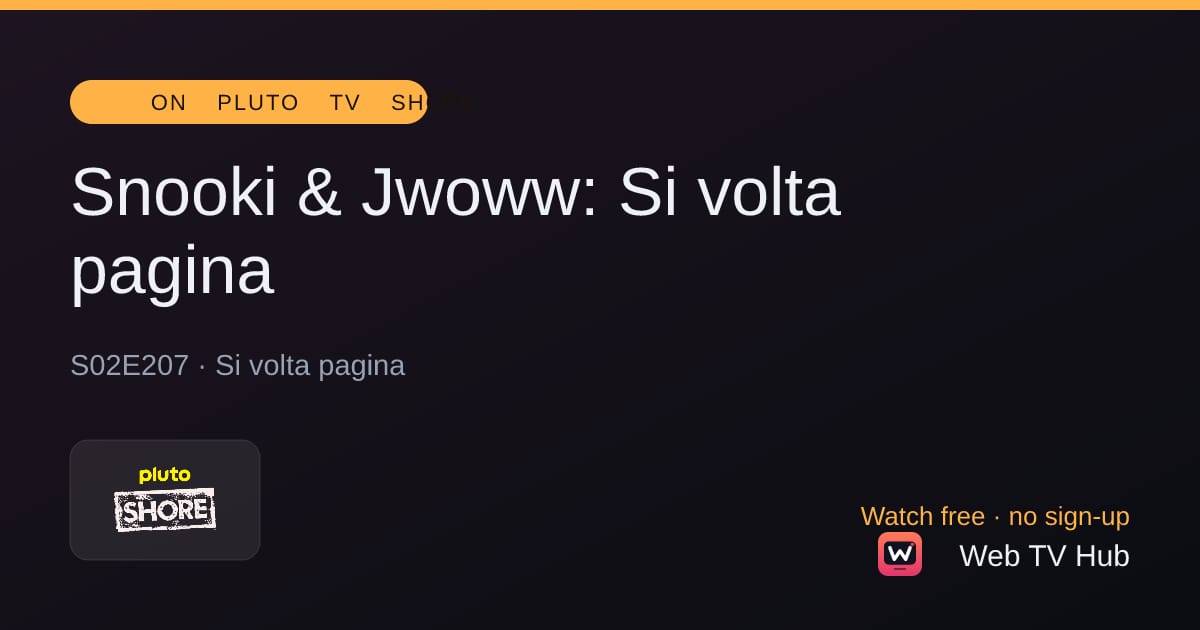 ON PLUTO TV SHORE
Snooki & Jwoww: Si volta
pagina
S02E207 · Si volta pagina
pluto
SHORE
Watch free · no sign-up
W
Web TV Hub